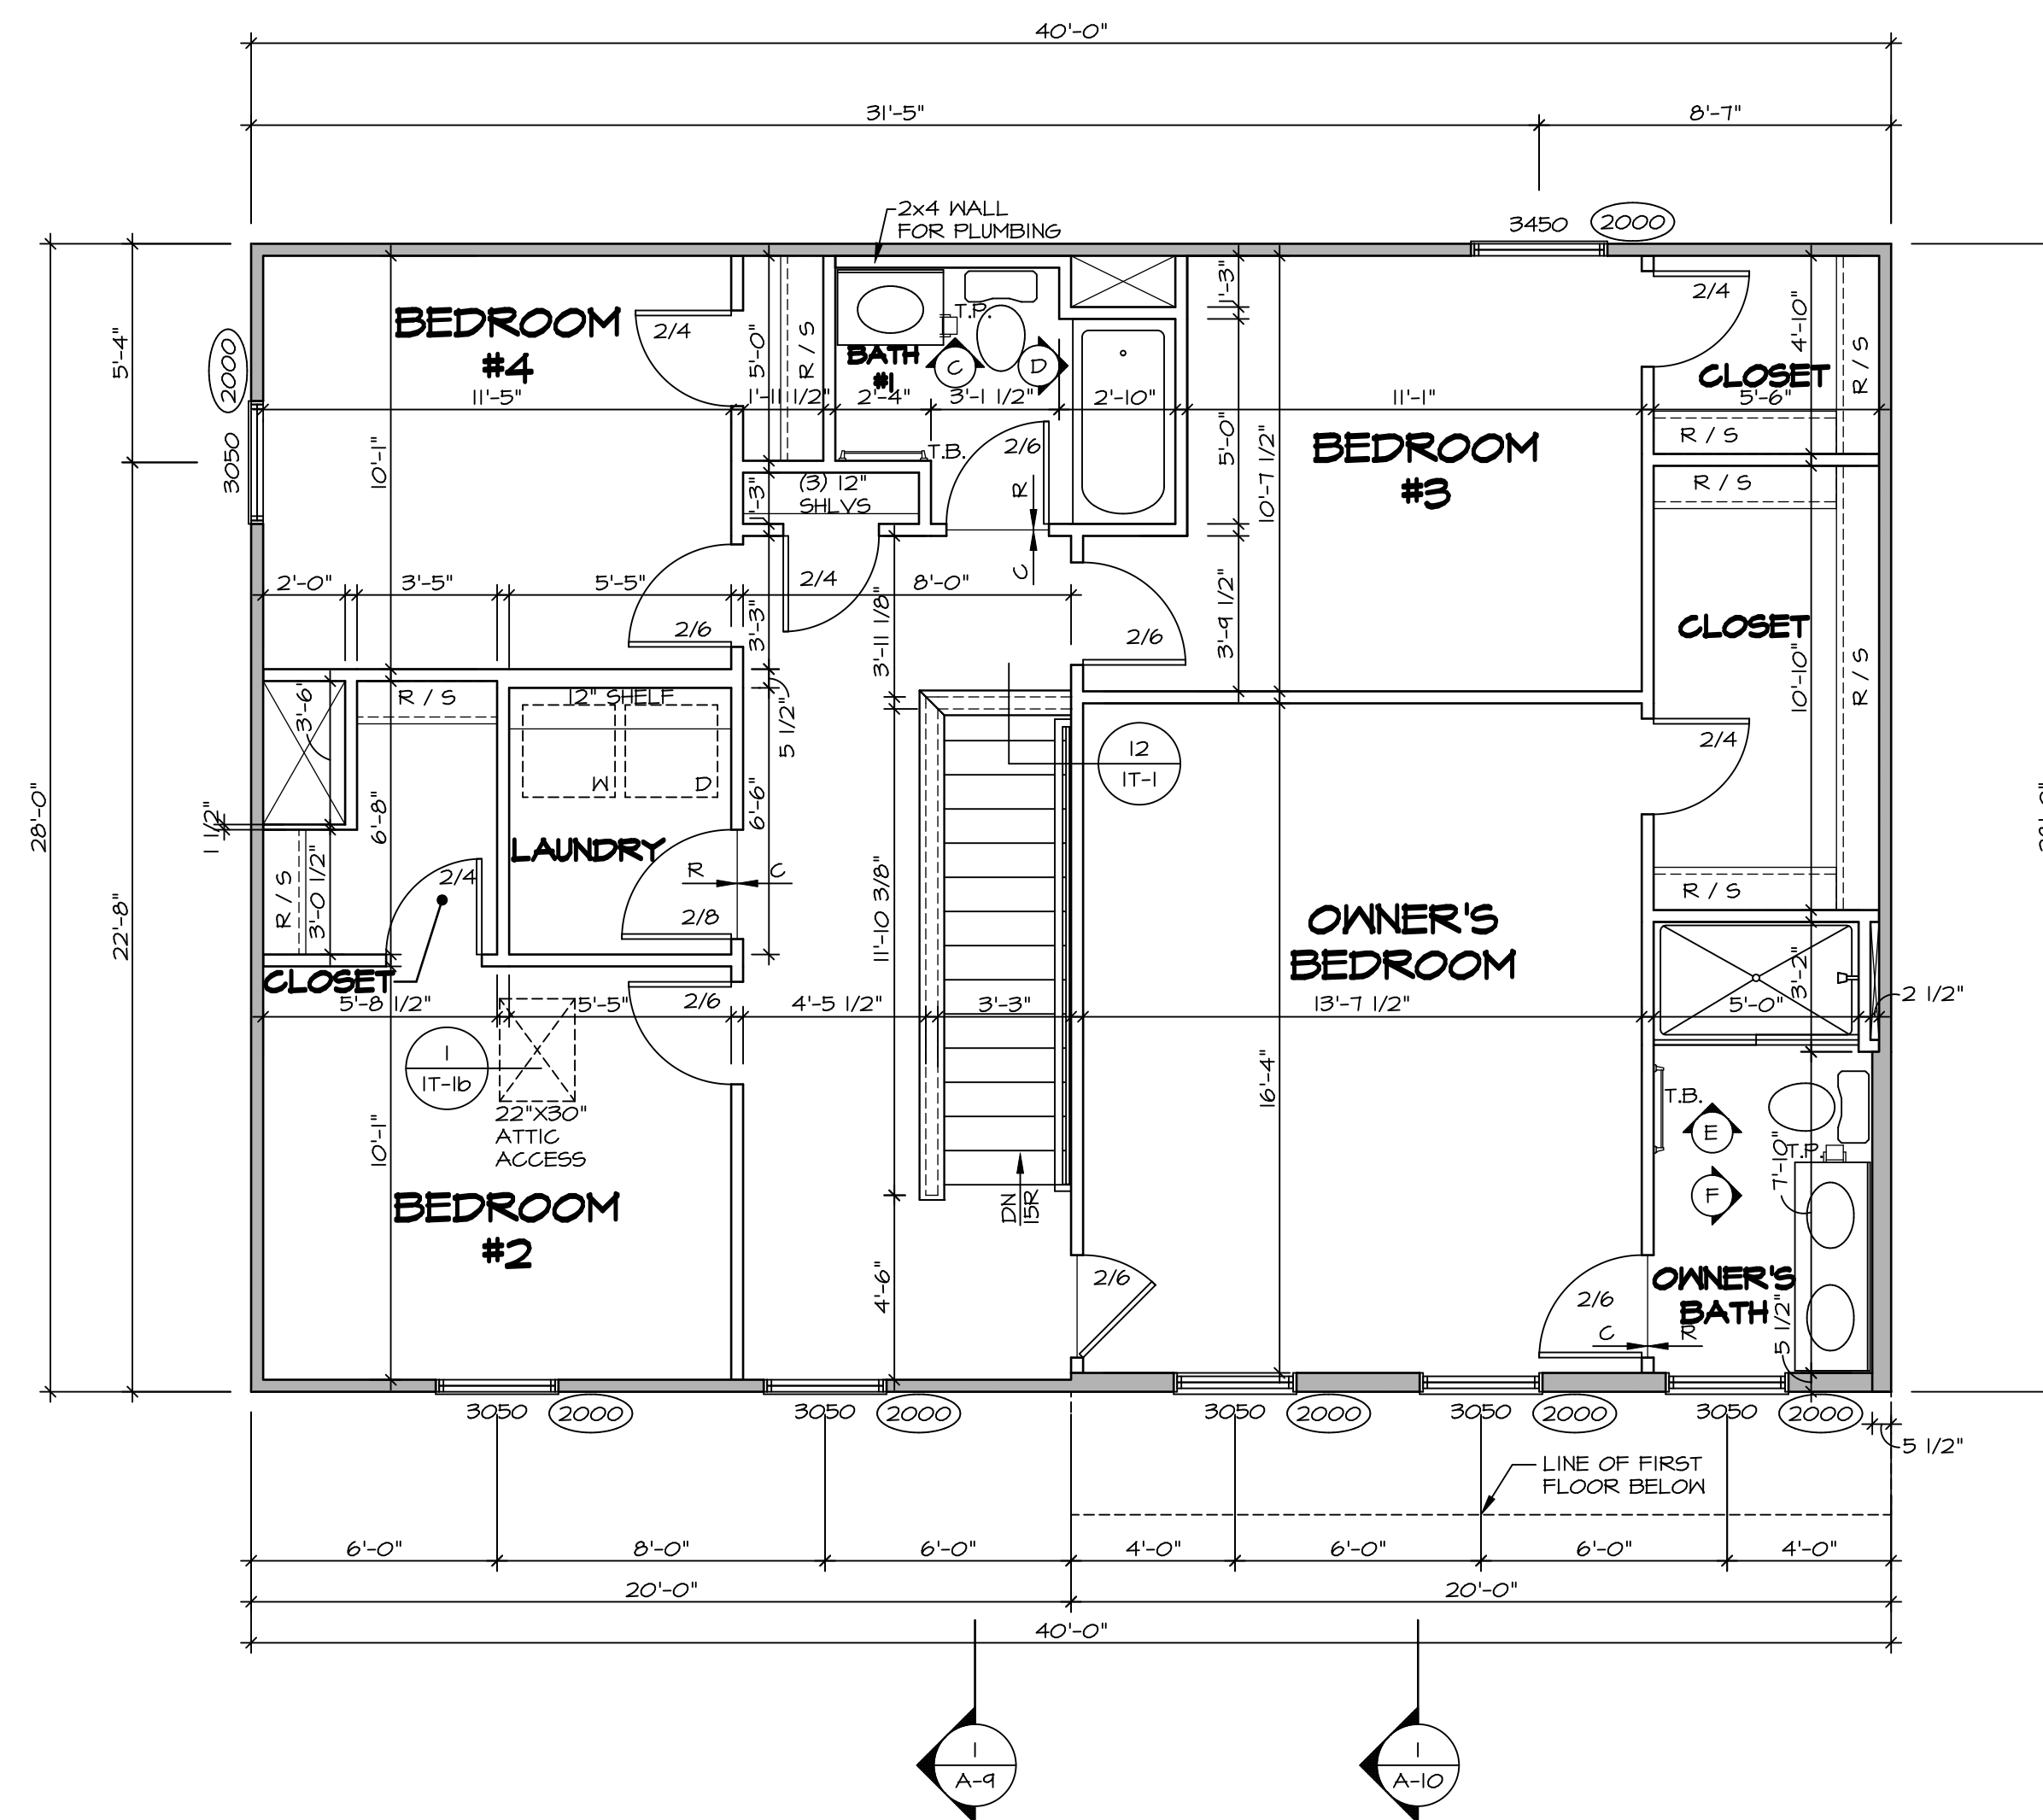 40'-0"
31'-5"
8'-7"
2x4 WALL
FOR PLUMBING
3450
2000
5'-4"
28'-0"
22'-8"
2000
3050
BEDROOM
#4
2/4
11'-5"
10'-1"
5'-0"
R / S
1'-11 1/2"
BATH
#1
T.P.
C
D
2'-4"
3'-1 1/2"
2'-10"
T.B.
2/6
R
C
(3) 12"
SHLVS
1'-3"
2/4
1'-3"
5'-0"
10'-7 1/2"
3'-9 1/2"
11'-1"
BEDROOM
#3
2/6
2/4
4'-10"
CLOSET
R / S
5'-6"
R / S
R / S
CLOSET
10'-10"
R / S
2/4
R / S
2'-0"
3'-5"
5'-5"
8'-0"
2/6
3'-3"
3'-11 1/8"
5 1/2"
3'-6"
R / S
12" SHELF
W
D
6'-8"
6'-6"
1 1/2"
R / S
3'-0 1/2"
2/4
LAUNDRY
R
C
2/8
11'-10 3/8"
12
1T-1
OWNER'S
BEDROOM
CLOSET
5'-8 1/2"
5'-5"
2/6
4'-5 1/2"
3'-3"
13'-7 1/2"
5'-0"
3'-2"
2 1/2"
1
1T-1b
22"X30"
ATTIC
ACCESS
10'-1"
BEDROOM
#2
DN
15R
4'-6"
16'-4"
T.B.
E
F
T.P.
7'-10"
2/6
2/6
OWNER'S
BATH
C
R
5 1/2"
3050
2000
3050
2000
3050
2000
3050
2000
3050
2000
5 1/2"
LINE OF FIRST
FLOOR BELOW
6'-0"
8'-0"
6'-0"
4'-0"
6'-0"
6'-0"
4'-0"
20'-0"
20'-0"
40'-0"
1
A-9
1
A-10